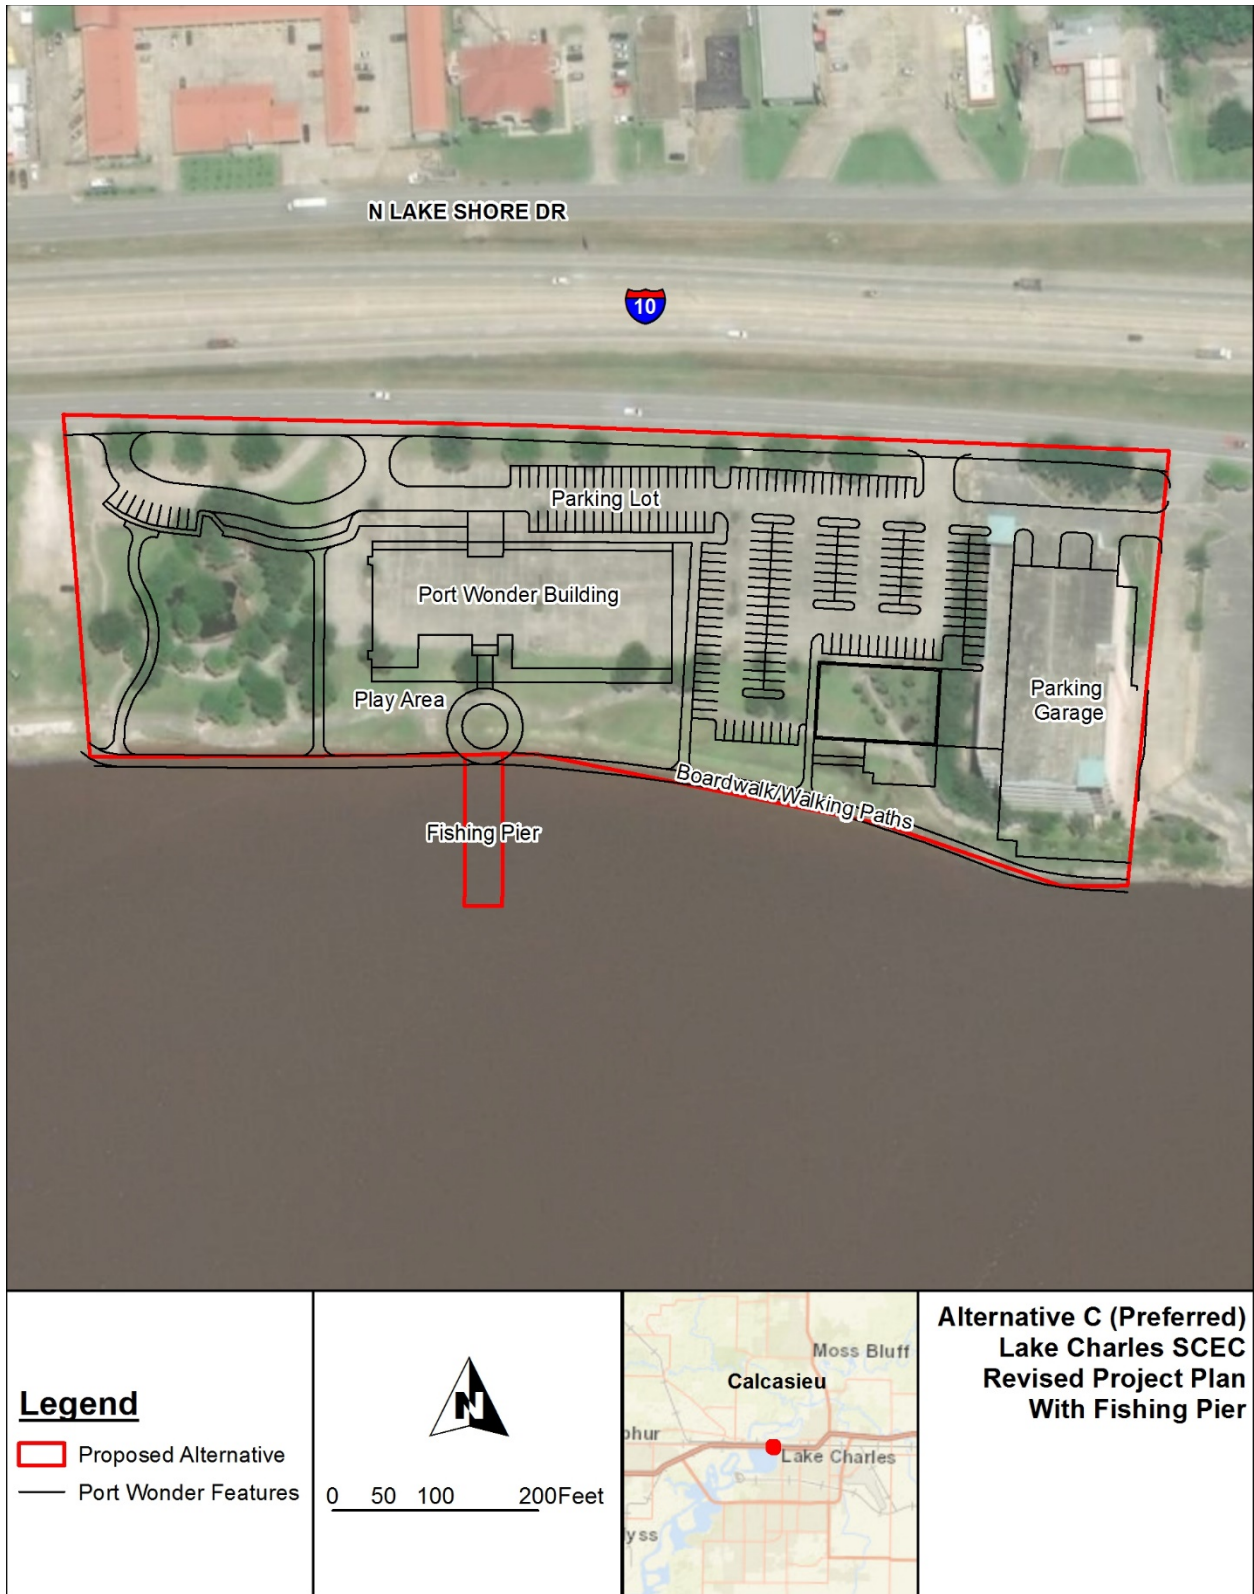 N LAKE SHORE DR
10
Parking Lot
Port Wonder Building
Play Area
Parking
Garage
Boardwalk/Walking Paths
Fishing Pier
Legend
Proposed Alternative
Port Wonder Features
N
0 50 100 200Feet
Moss Bluff
Calcasieu
phur
Lake Charles
yss
Alternative C (Preferred)
Lake Charles SCEC
Revised Project Plan
With Fishing Pier